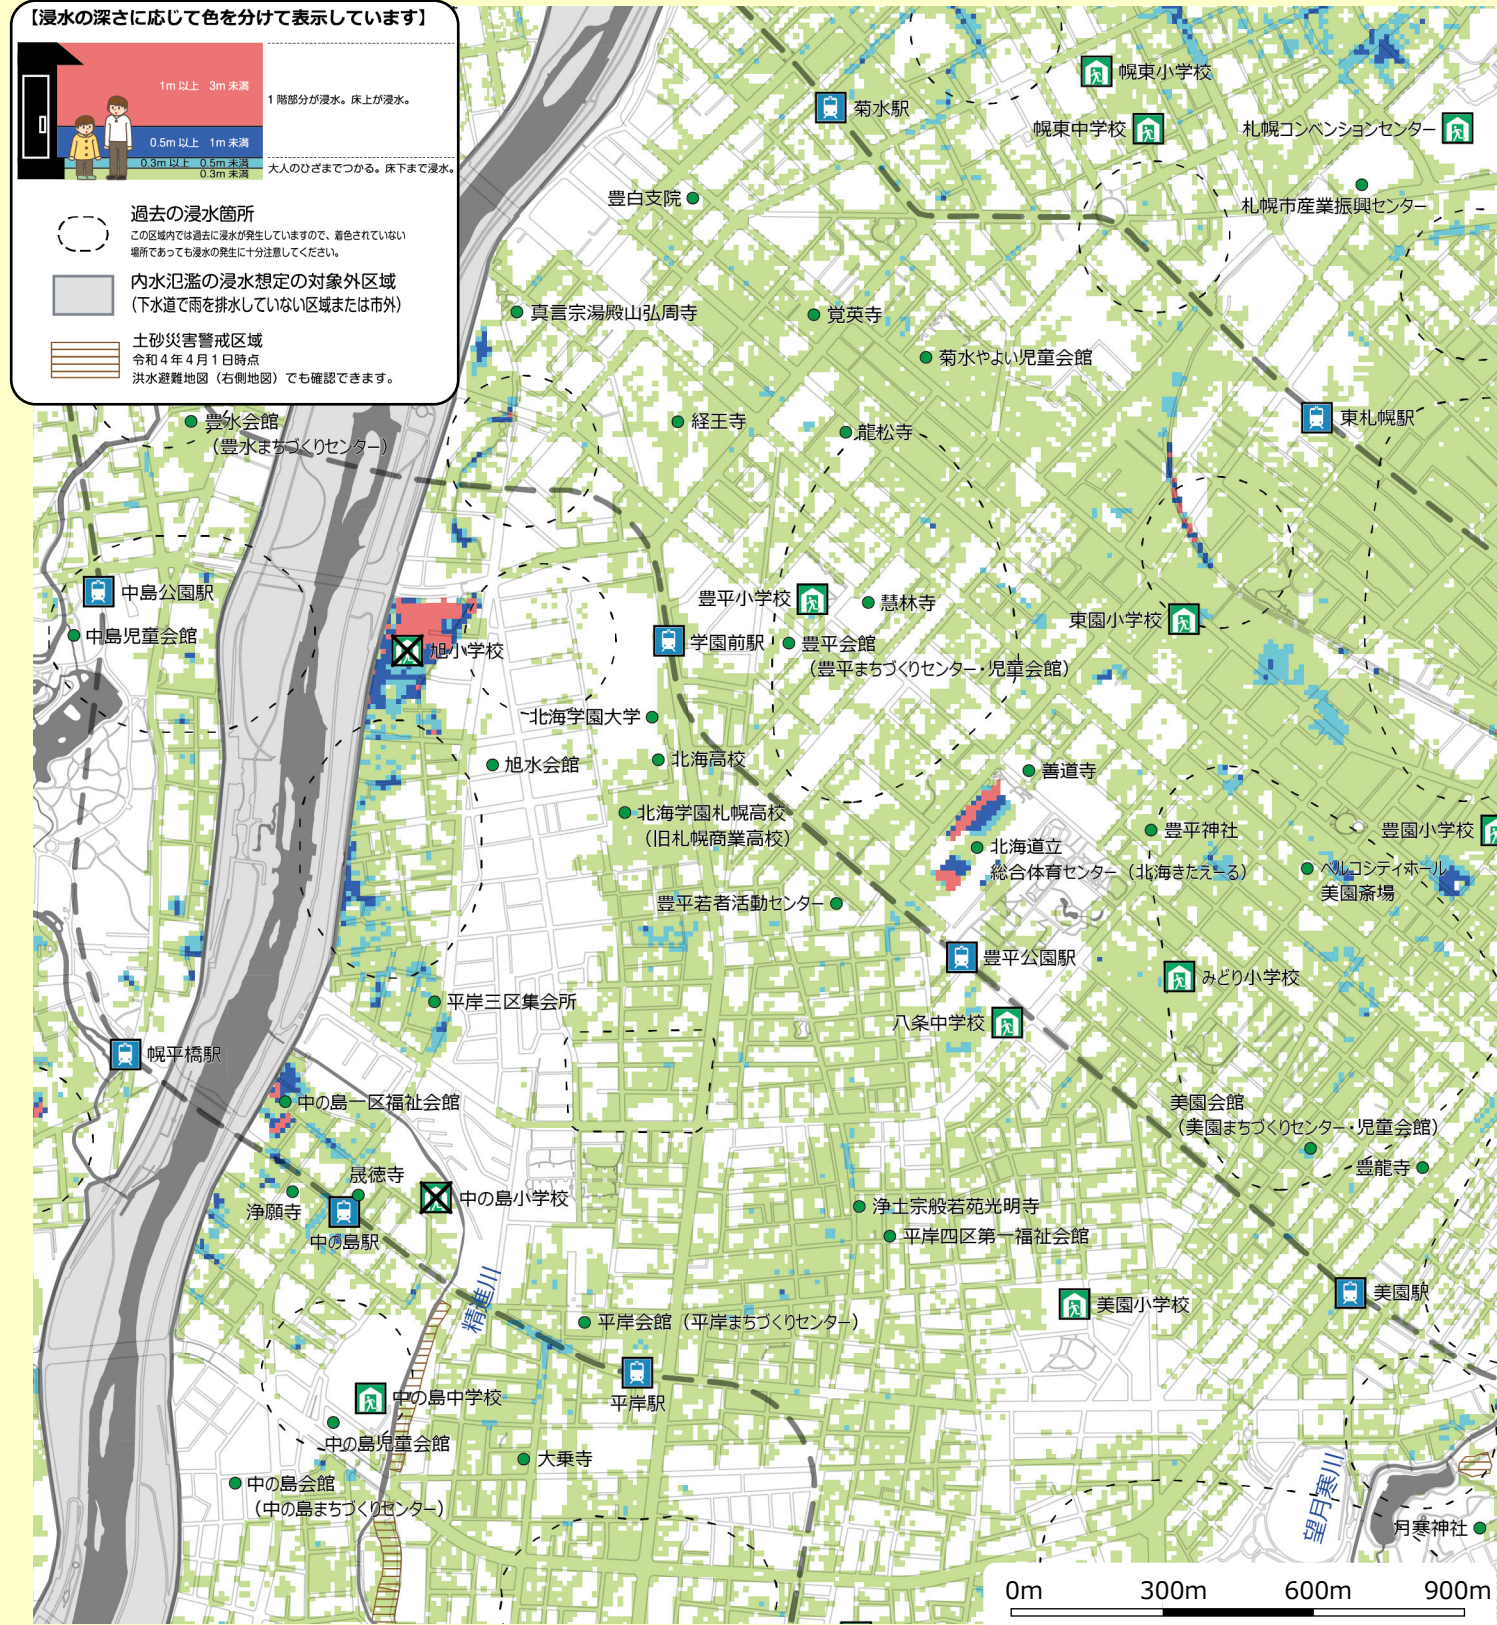 【浸水の深さに応じて色を分けて表示しています】
1m 以上　3m 未満
1 階部分が浸水。床上が浸水。
0.5m 以上　1m 未満
0.3m 以上　0.5m 未満
0.3m 未満
大人のひざまでつかる。床下まで浸水。
過去の浸水箇所
この区域内では過去に浸水が発生していますので、着色されていない
場所であっても浸水の発生に十分注意してください。
内水氾濫の浸水想定の対象外区域
(下水道で雨を排水していない区域または市外)
土砂災害警戒区域
令和４年４月１日時点
洪水避難地図（右側地図）でも確認できます。
幌東小学校
菊水駅
幌東中学校
札幌コンベンションセンター
豊白支院
札幌市産業振興センター
真言宗湯殿山弘周寺
覚英寺
菊水やよい児童会館
豊水会館
(豊水まちづくりセンター)
経王寺
龍松寺
東札幌駅
中島公園駅
中島児童会館
豊平小学校
慧林寺
東園小学校
旭小学校
学園前駅
豊平会館
(豊平まちづくりセンター・児童会館)
北海学園大学
旭水会館
北海高校
善道寺
北海学園札幌高校
(旧札幌商業高校)
豊平神社
豊園小学校
北海道立
総合体育センター（北海きたえーる）
ベルコシティホール
美園斎場
豊平若者活動センター
豊平公園駅
みどり小学校
平岸三区集会所
八条中学校
幌平橋駅
中の島一区福祉会館
美園会館
(美園まちづくりセンター・児童会館)
豊龍寺
晟徳寺
中の島小学校
浄願寺
中の島駅
浄土宗般若苑光明寺
平岸四区第一福祉会館
精進川
美園駅
美園小学校
平岸会館（平岸まちづくりセンター）
中の島中学校
平岸駅
中の島児童会館
大乗寺
中の島会館
(中の島まちづくりセンター)
望月寒川
月寒神社
0m
300m
600m
900m